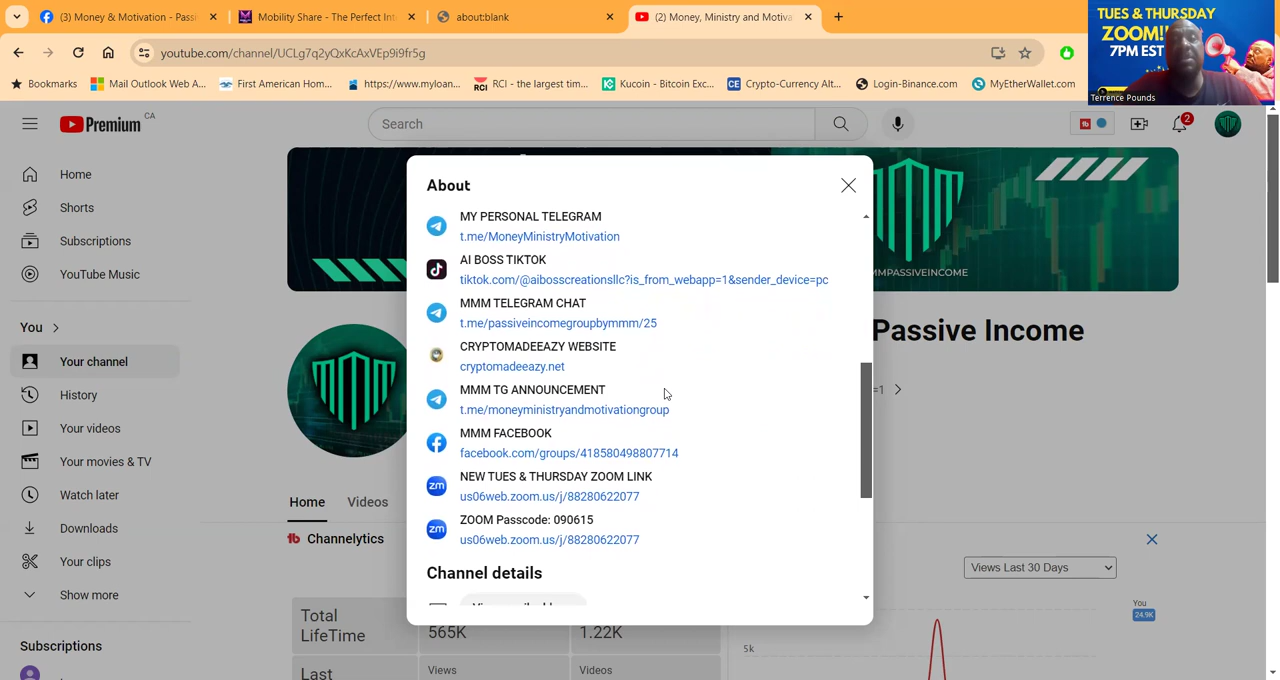 (3) Money & Motivation - Passi
Mobility Share - The Perfect Int
about:blank
(2) Money, Ministry and Motiva
youtube.com/channel/UCLg7q2yQxKcAxVEp9i9fr5g
Bookmarks
Mail Outlook Web A...
First American Hom...
https://www.myloan...
RCI
RCI - the largest tim...
Kucoin - Bitcoin Exc...
CE
Crypto-Currency Alt...
Login-Binance.com
MyEtherWallet.com
TUES & THURSDAY
ZOOM!!
7PM EST
Terrence Pounds
Premium CA
Search
2
Home
Shorts
Subscriptions
YouTube Music
You
Your channel
History
Your videos
Your movies & TV
Watch later
Downloads
Your clips
Show more
Subscriptions
MMPASSIVEINCOME
Passive Income
=1
Home
Videos
About
MY PERSONAL TELEGRAM
t.me/MoneyMinistryMotivation
AI BOSS TIKTOK
tiktok.com/@aibosscreationsllc?is_from_webapp=1&sender_device=pc
MMM TELEGRAM CHAT
t.me/passiveincomegroupbymmm/25
CRYPTOMADEEAZY WEBSITE
cryptomadeeazy.net
MMM TG ANNOUNCEMENT
t.me/moneyministryandmotivationgroup
MMM FACEBOOK
facebook.com/groups/418580498807714
zm
NEW TUES & THURSDAY ZOOM LINK
us06web.zoom.us/j/88280622077
zm
ZOOM Passcode: 090615
us06web.zoom.us/j/88280622077
Channel details
Channelytics
Views Last 30 Days
Total
LifeTime
565K
1.22K
Last
Views
Videos
You
24.9K
5k